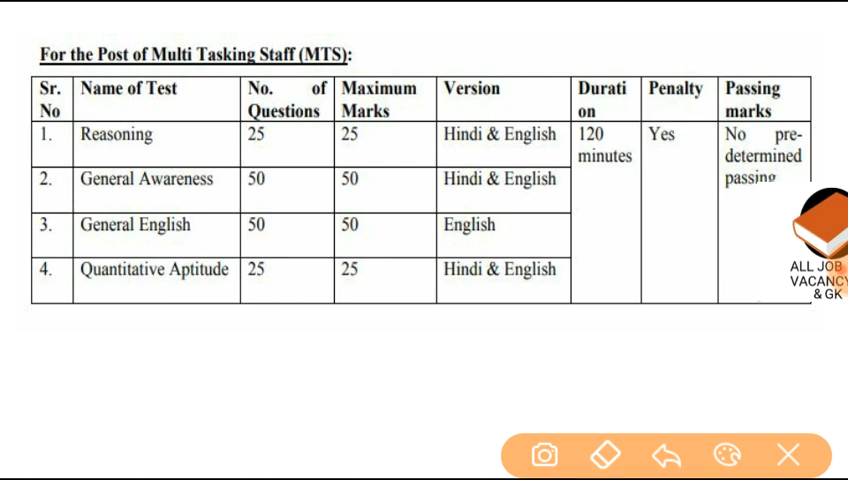 For the Post of Multi Tasking Staff (MTS):
Sr. No Name of Test No. of Questions Maximum Marks Version Durati on Penalty Passing marks
1. Reasoning 25 25 Hindi & English 120 minutes Yes No pre-determined passing
2. General Awareness 50 50 Hindi & English
3. General English 50 50 English
4. Quantitative Aptitude 25 25 Hindi & English
ALL JOB
VACANCY
& GK